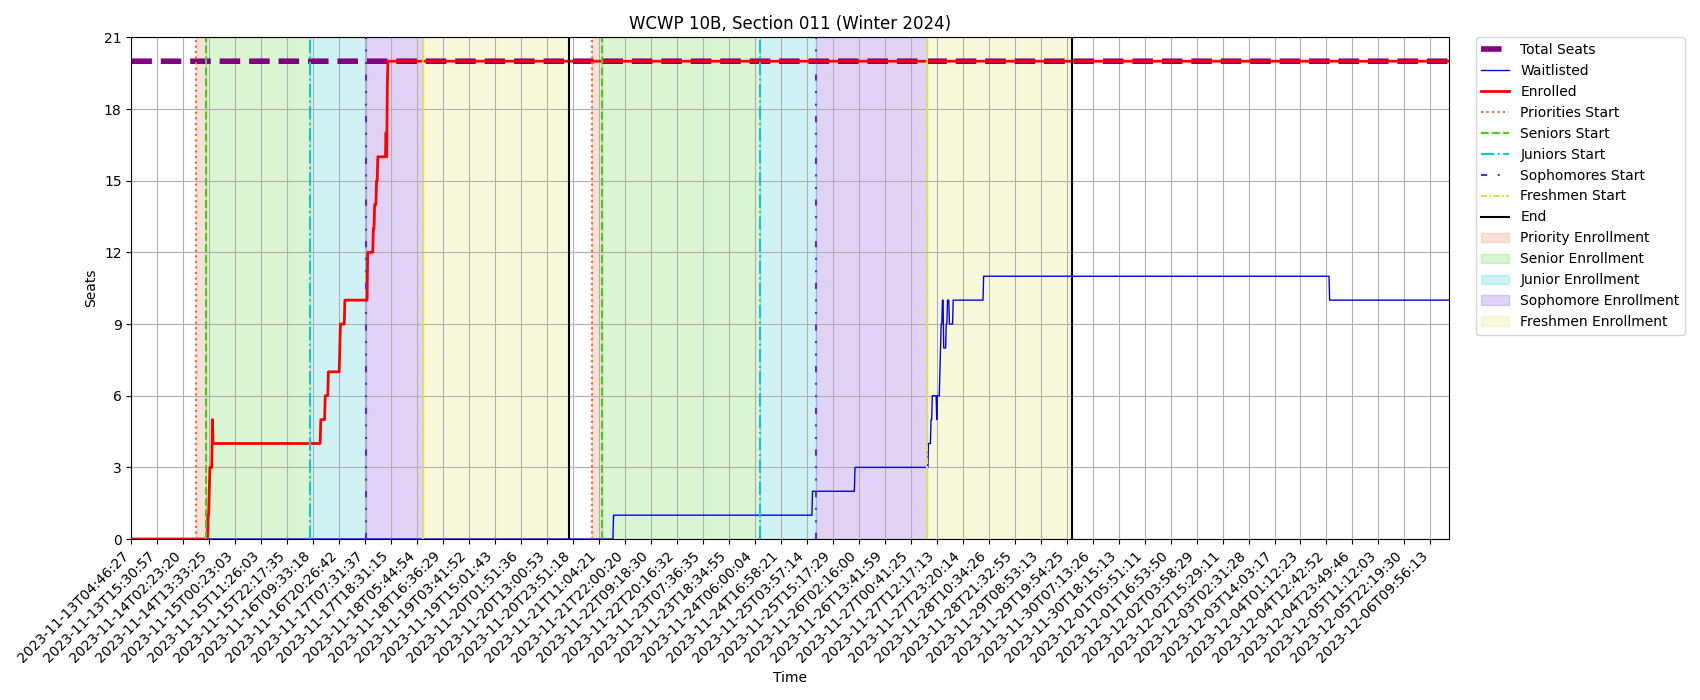 WCWP 10B, Section 011 (Winter 2024)
21
18
15
12
9
6
3
0
Seats
2023-11-13T04:46:27
2023-11-13T15:30:57
2023-11-14T02:23:20
2023-11-14T13:33:25
2023-11-15T00:23:03
2023-11-15T11:26:03
2023-11-15T22:17:35
2023-11-16T09:33:18
2023-11-16T20:26:42
2023-11-17T07:31:37
2023-11-17T18:31:15
2023-11-18T05:44:54
2023-11-18T16:36:29
2023-11-19T03:41:52
2023-11-19T15:01:43
2023-11-20T01:51:36
2023-11-20T13:00:53
2023-11-20T23:51:18
2023-11-21T11:04:21
2023-11-21T22:00:20
2023-11-22T09:18:30
2023-11-22T20:16:32
2023-11-23T07:36:35
2023-11-23T18:34:55
2023-11-24T06:00:04
2023-11-24T16:58:21
2023-11-25T03:57:14
2023-11-25T15:17:29
2023-11-26T02:16:00
2023-11-26T13:41:59
2023-11-27T00:41:25
2023-11-27T12:17:13
2023-11-27T23:20:14
2023-11-28T10:34:26
2023-11-28T21:32:55
2023-11-29T08:53:13
2023-11-29T19:54:25
2023-11-30T07:13:26
2023-11-30T18:15:13
2023-12-01T05:51:11
2023-12-01T16:53:50
2023-12-02T03:58:29
2023-12-02T15:29:11
2023-12-03T02:31:28
2023-12-03T14:03:17
2023-12-04T01:12:23
2023-12-04T12:42:52
2023-12-04T23:49:46
2023-12-05T11:12:03
2023-12-05T22:19:30
2023-12-06T09:56:13
Time
Total Seats
Waitlisted
Enrolled
Priorities Start
Seniors Start
Juniors Start
Sophomores Start
Freshmen Start
End
Priority Enrollment
Senior Enrollment
Junior Enrollment
Sophomore Enrollment
Freshmen Enrollment